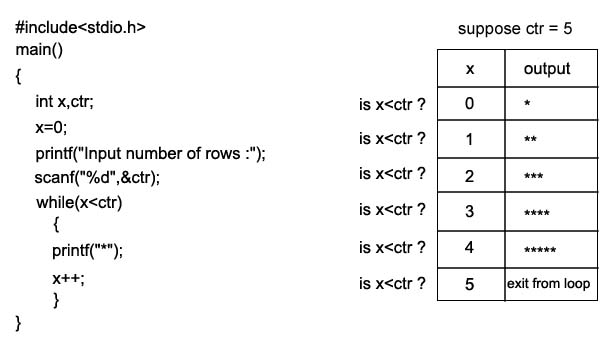 #include<stdio.h>
main()
{
int x,ctr;
x=0;
printf("Input number of rows :");
scanf("%d",&ctr);
while(x<ctr)
{
printf("*");
x++;
}
}
suppose ctr = 5
x output
is x<ctr ? 0 *
is x<ctr ? 1 **
is x<ctr ? 2 ***
is x<ctr ? 3 ****
is x<ctr ? 4 *****
is x<ctr ? 5 exit from loop